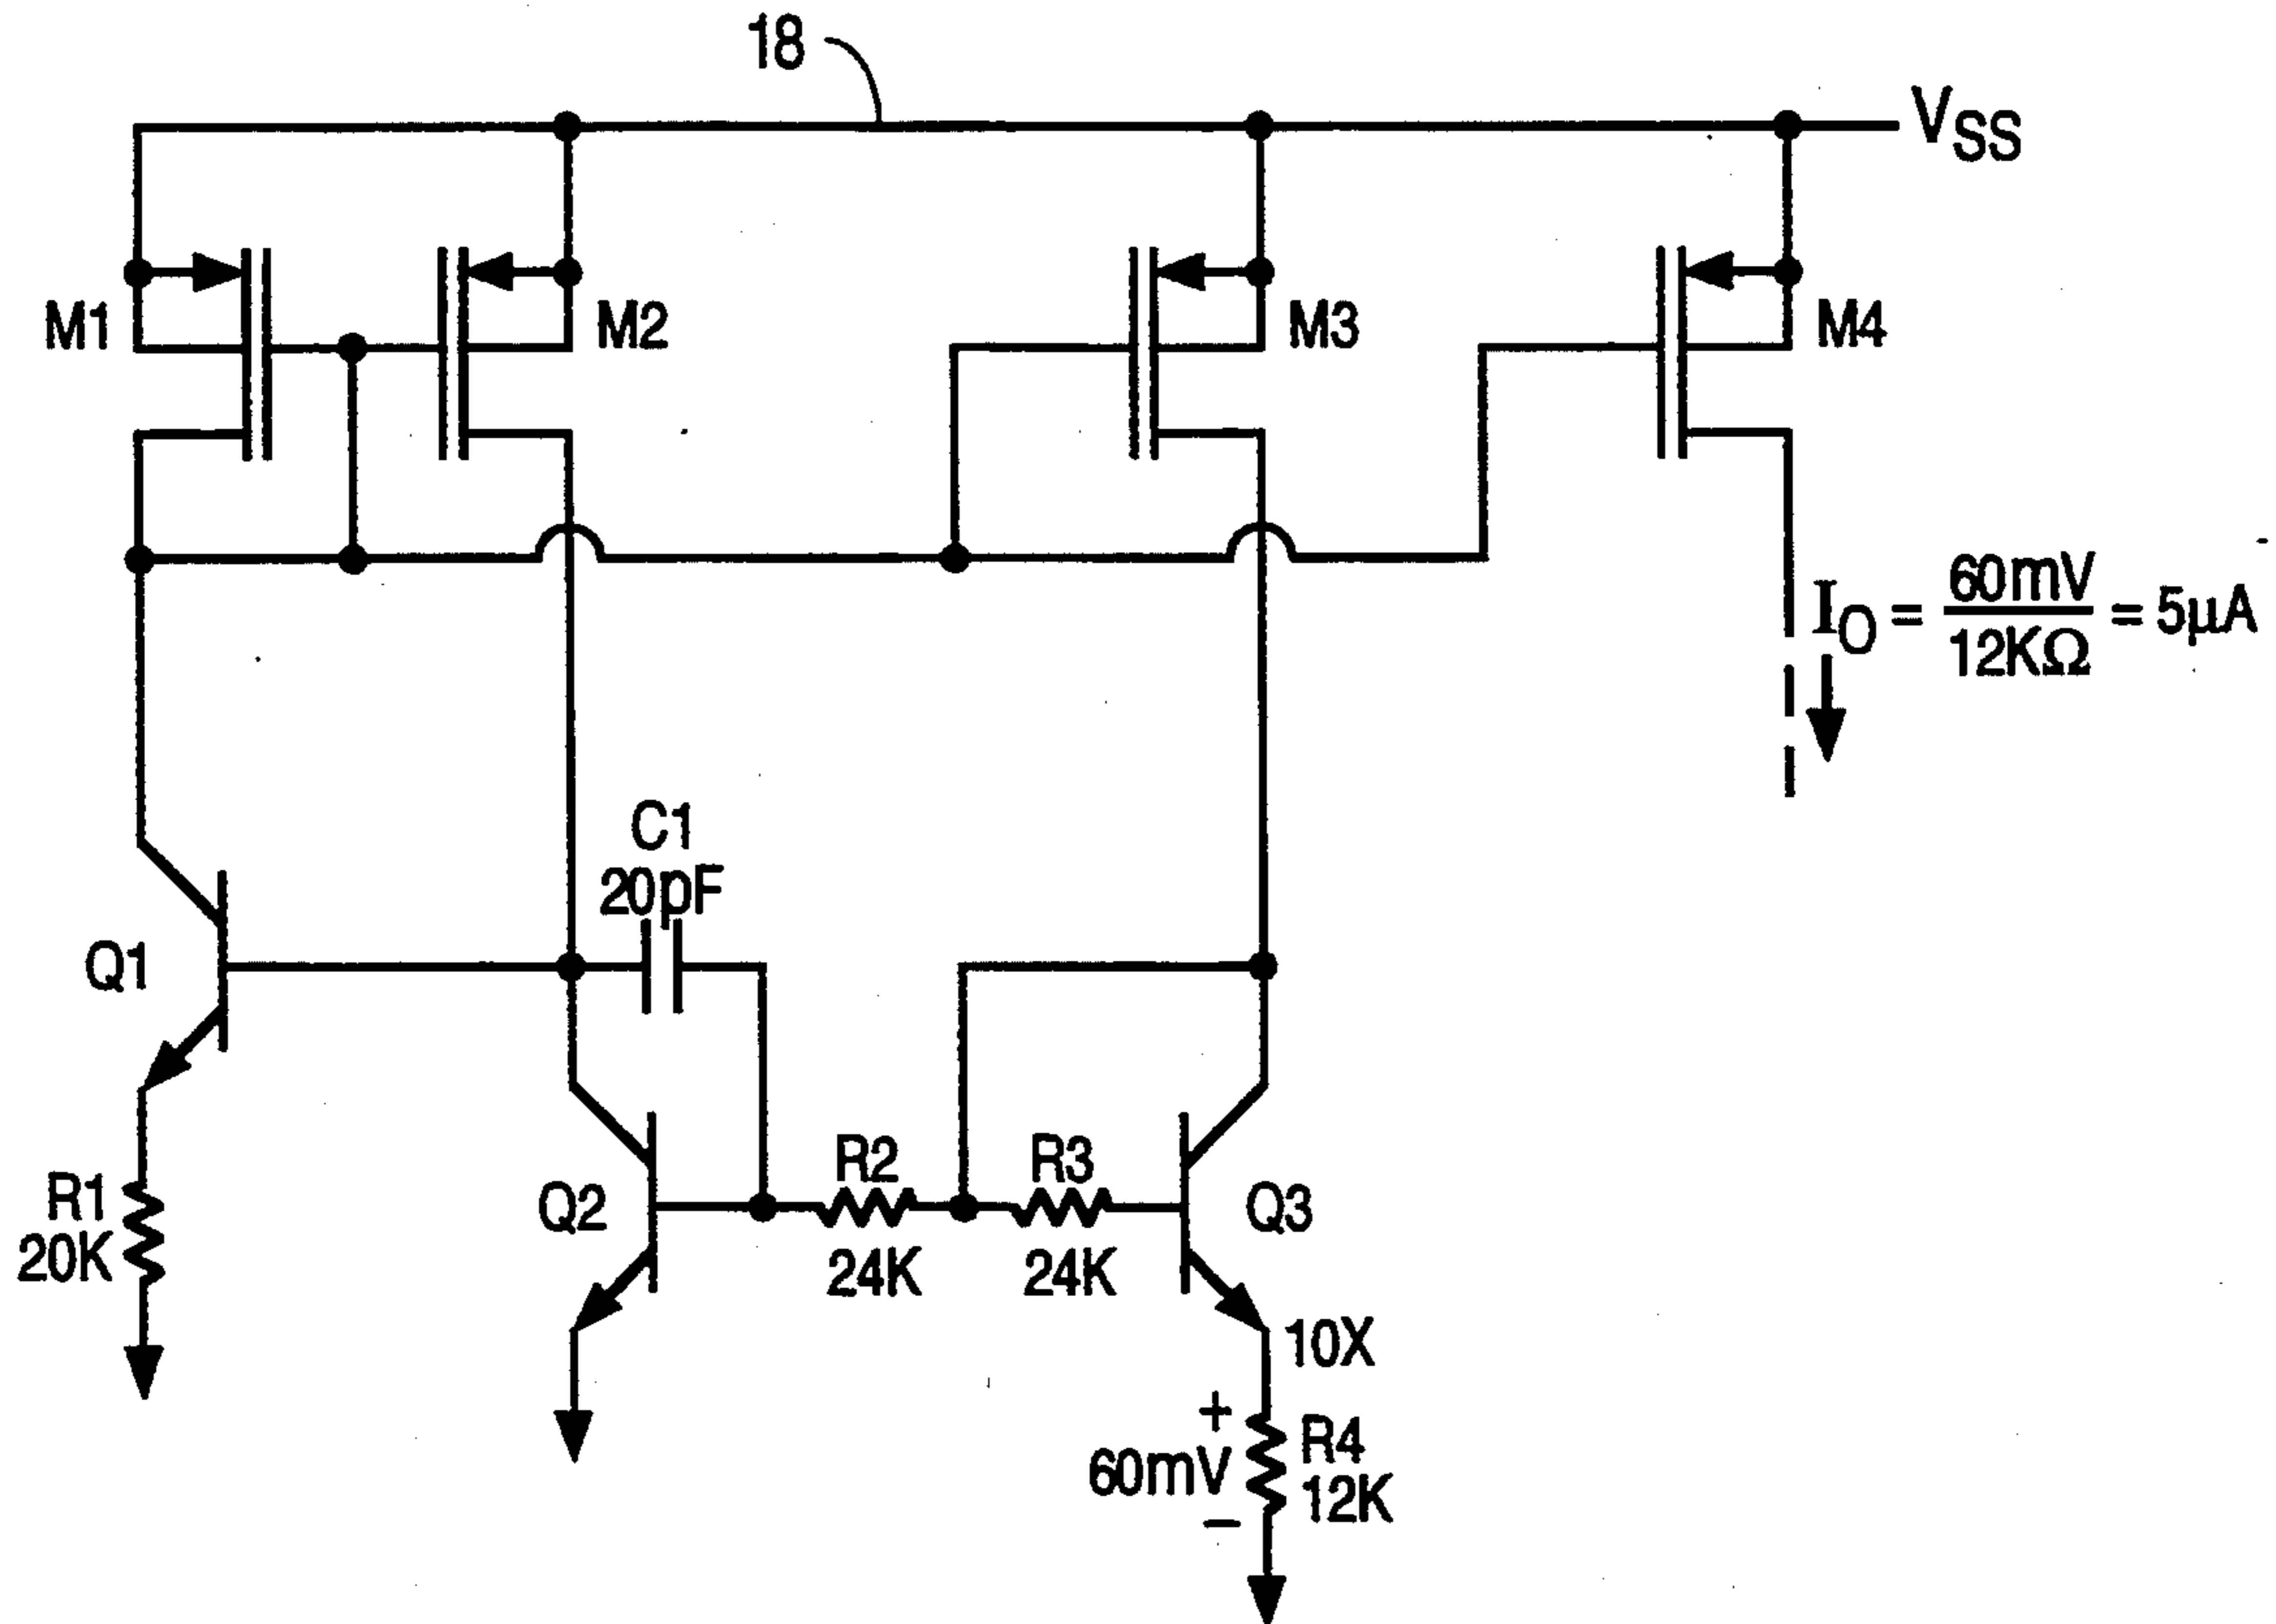 18
VSS
M1
M2
M3
M4
IO = 60mV / 12KΩ = 5µA
C1
20pF
Q1
R1
20K
Q2
R2
24K
R3
24K
Q3
10X
+
60mV
−
R4
12K